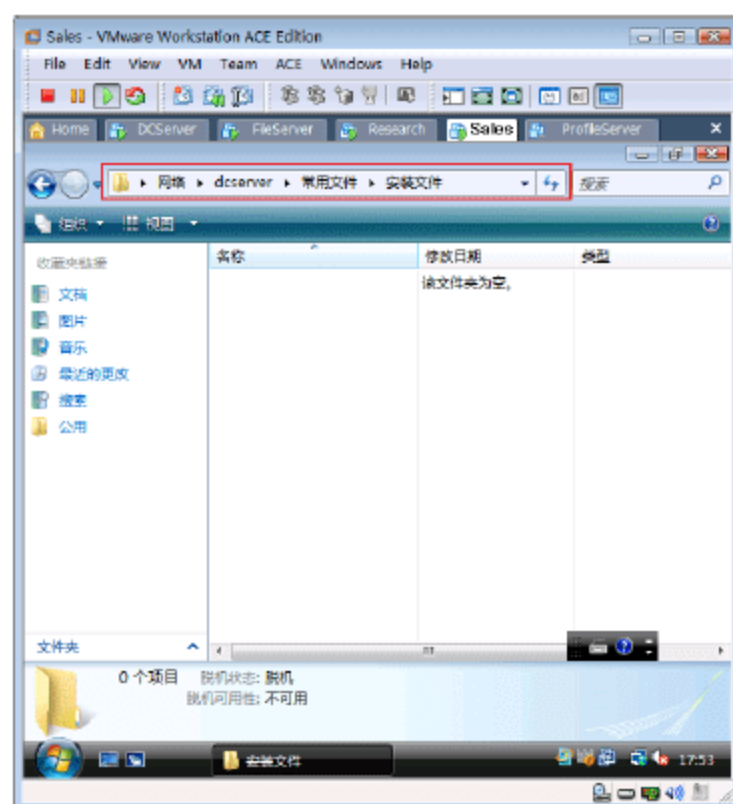 Sales - VMware Workstation ACE Edition
File Edit View VM Team ACE Windows Help
Home DCServer FileServer Research Sales ProfileServer
网络 dcserver 常用文件 安装文件 搜索
组织 视图
收藏夹链接 名称 修改日期 类型
该文件夹为空。
文档
图片
音乐
最近的更改
搜索
公用
文件夹
0 个项目 脱机状态: 脱机
脱机可用性: 不可用
安装文件 17:53